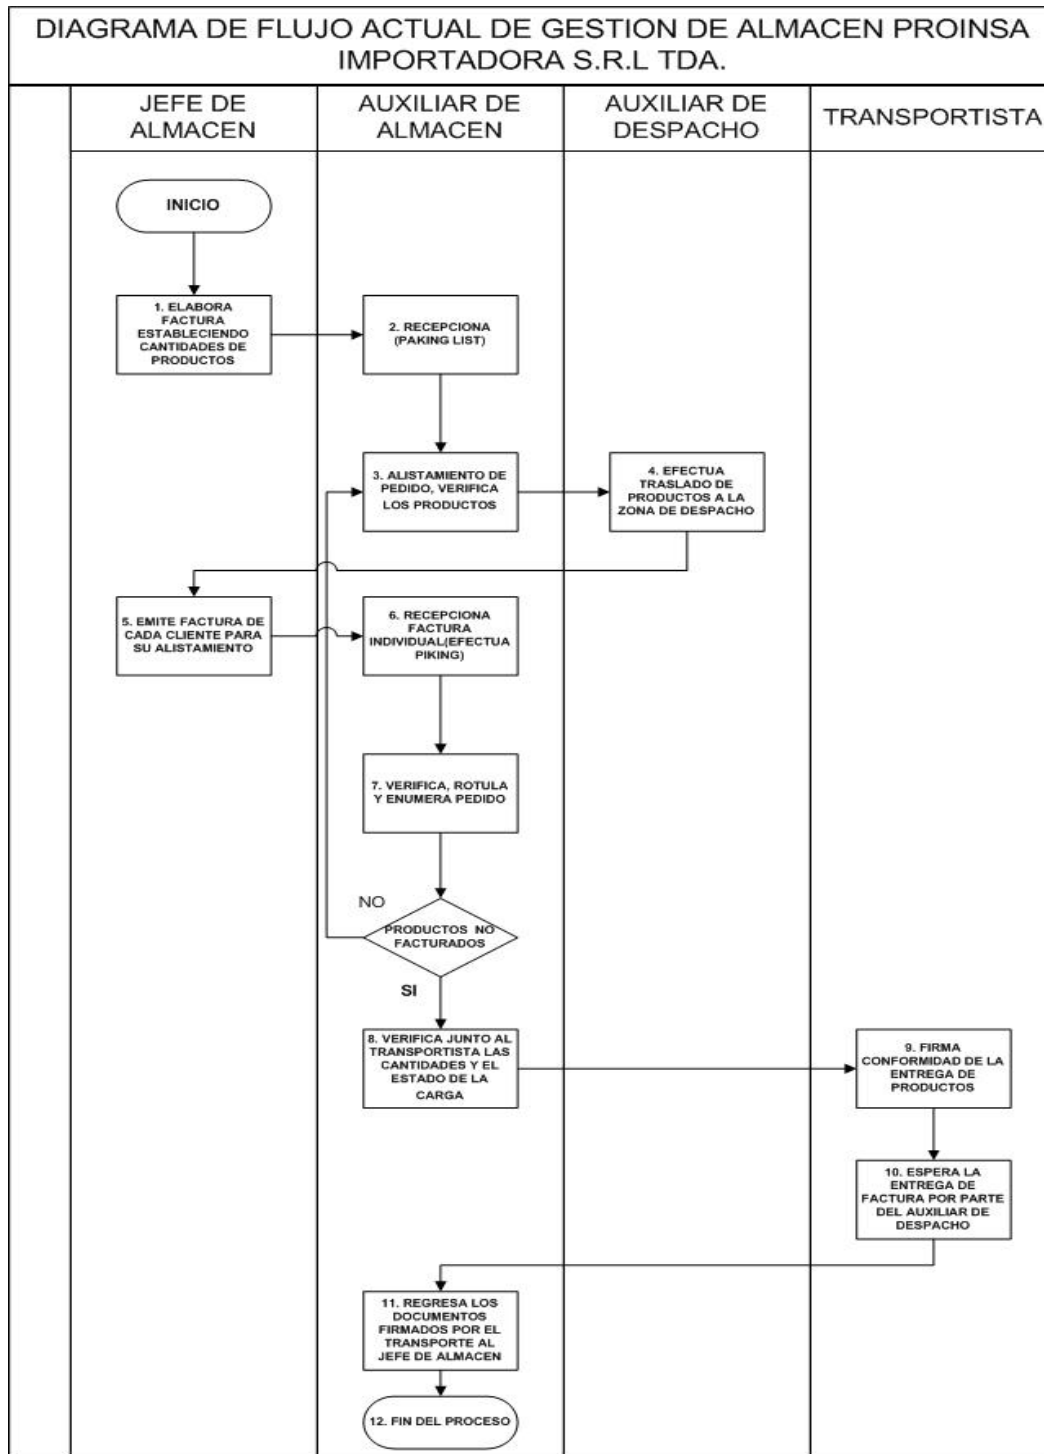 DIAGRAMA DE FLUJO ACTUAL DE GESTION DE ALMACEN PROINSA
IMPORTADORA S.R.L TDA.
JEFE DE
ALMACEN
AUXILIAR DE
ALMACEN
AUXILIAR DE
DESPACHO
TRANSPORTISTA
INICIO
1. ELABORA
FACTURA
ESTABLECIENDO
CANTIDADES DE
PRODUCTOS
2. RECEPCIONA
(PAKING LIST)
3. ALISTAMIENTO DE
PEDIDO, VERIFICA
LOS PRODUCTOS
4. EFECTUA
TRASLADO DE
PRODUCTOS A LA
ZONA DE DESPACHO
5. EMITE FACTURA DE
CADA CLIENTE PARA
SU ALISTAMIENTO
6. RECEPCIONA
FACTURA
INDIVIDUAL(EFECTUA
PIKING)
7. VERIFICA, ROTULA
Y ENUMERA PEDIDO
NO
PRODUCTOS NO
FACTURADOS
SI
8. VERIFICA JUNTO AL
TRANSPORTISTA LAS
CANTIDADES Y EL
ESTADO DE LA
CARGA
9. FIRMA
CONFORMIDAD DE LA
ENTREGA DE
PRODUCTOS
10. ESPERA LA
ENTREGA DE
FACTURA POR PARTE
DEL AUXILIAR DE
DESPACHO
11. REGRESA LOS
DOCUMENTOS
FIRMADOS POR EL
TRANSPORTE AL
JEFE DE ALMACEN
12. FIN DEL PROCESO